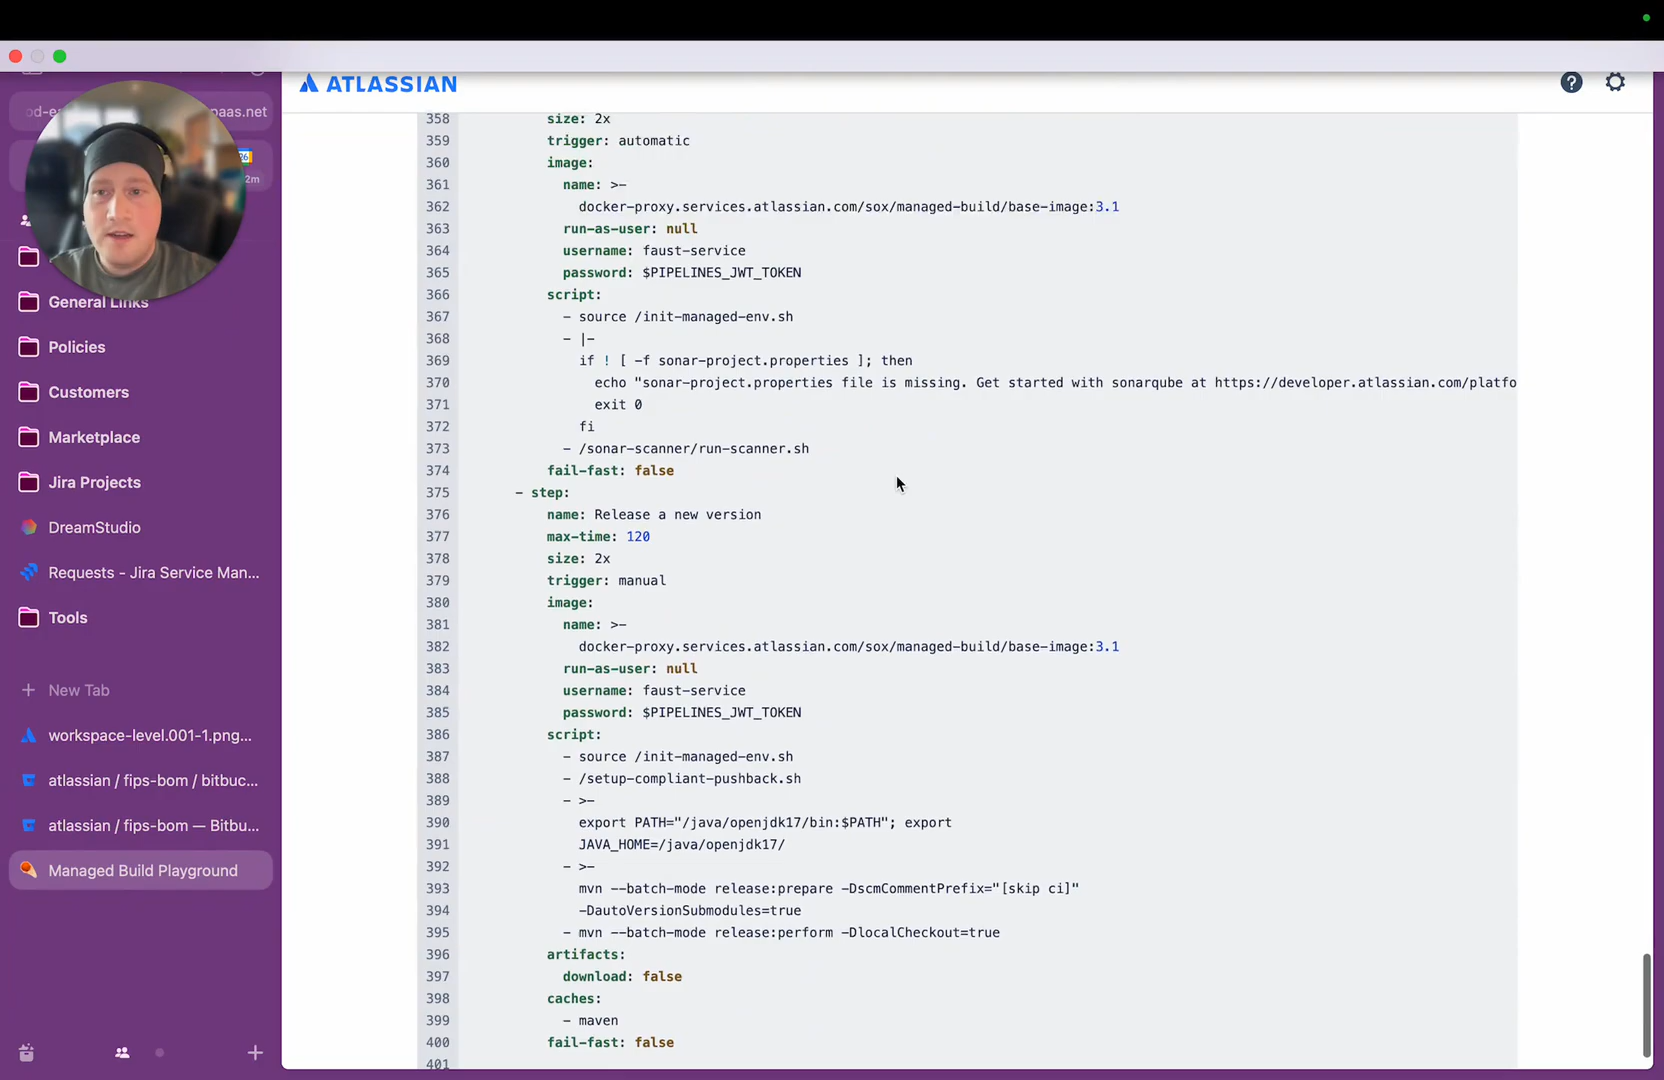 ATLASSIAN
od-ea
paas.net
2m
General Links
Policies
Customers
Marketplace
Jira Projects
DreamStudio
Requests - Jira Service Man...
Tools
New Tab
workspace-level.001-1.png...
atlassian / fips-bom / bitbuc...
atlassian / fips-bom — Bitbu...
Managed Build Playground
358 size: 2x
359 trigger: automatic
360 image:
361 name: >-
362 docker-proxy.services.atlassian.com/sox/managed-build/base-image:3.1
363 run-as-user: null
364 username: faust-service
365 password: $PIPELINES_JWT_TOKEN
366 script:
367 - source /init-managed-env.sh
368 - |-
369 if ! [ -f sonar-project.properties ]; then
370 echo "sonar-project.properties file is missing. Get started with sonarqube at https://developer.atlassian.com/platfo
371 exit 0
372 fi
373 - /sonar-scanner/run-scanner.sh
374 fail-fast: false
375 - step:
376 name: Release a new version
377 max-time: 120
378 size: 2x
379 trigger: manual
380 image:
381 name: >-
382 docker-proxy.services.atlassian.com/sox/managed-build/base-image:3.1
383 run-as-user: null
384 username: faust-service
385 password: $PIPELINES_JWT_TOKEN
386 script:
387 - source /init-managed-env.sh
388 - /setup-compliant-pushback.sh
389 - >-
390 export PATH="/java/openjdk17/bin:$PATH"; export
391 JAVA_HOME=/java/openjdk17/
392 - >-
393 mvn --batch-mode release:prepare -DscmCommentPrefix="[skip ci]"
394 -DautoVersionSubmodules=true
395 - mvn --batch-mode release:perform -DlocalCheckout=true
396 artifacts:
397 download: false
398 caches:
399 - maven
400 fail-fast: false
401